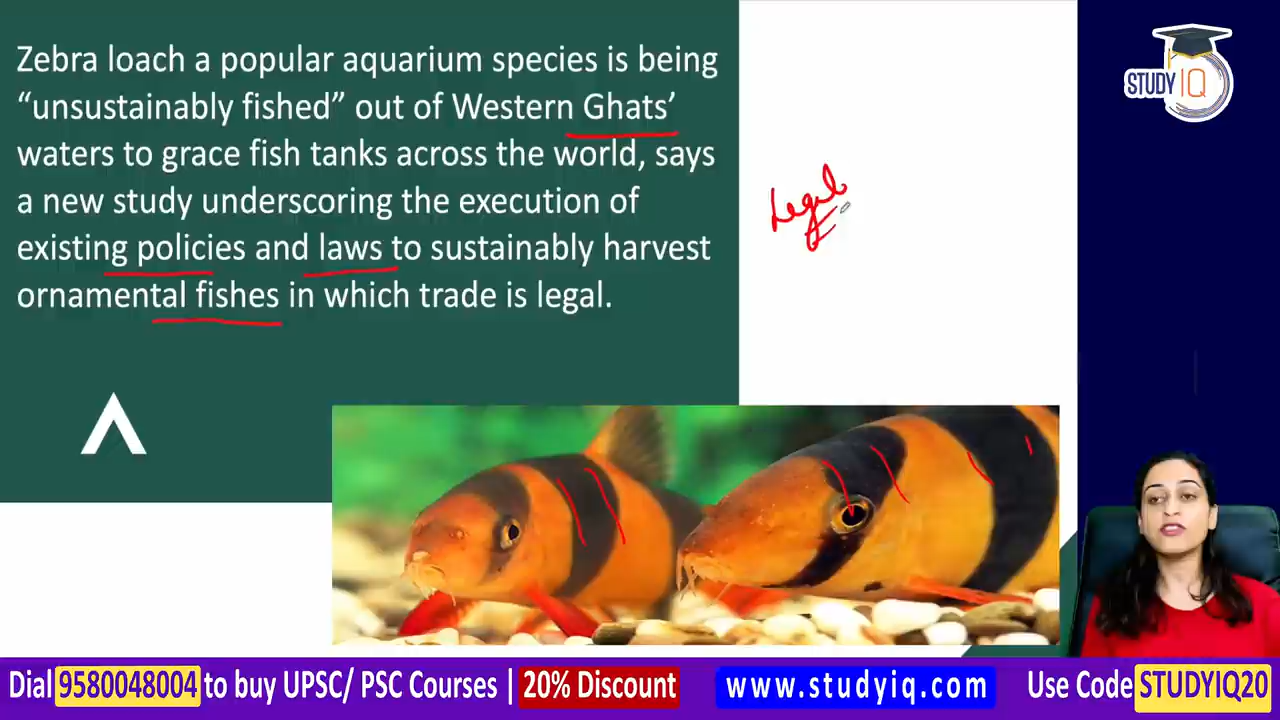 Zebra loach a popular aquarium species is being
“unsustainably fished” out of Western Ghats’
waters to grace fish tanks across the world, says
a new study underscoring the execution of
existing policies and laws to sustainably harvest
ornamental fishes in which trade is legal.
Legal
STUDY IQ
Dial 9580048004 to buy UPSC/ PSC Courses | 20% Discount www.studyiq.com Use Code STUDYIQ20